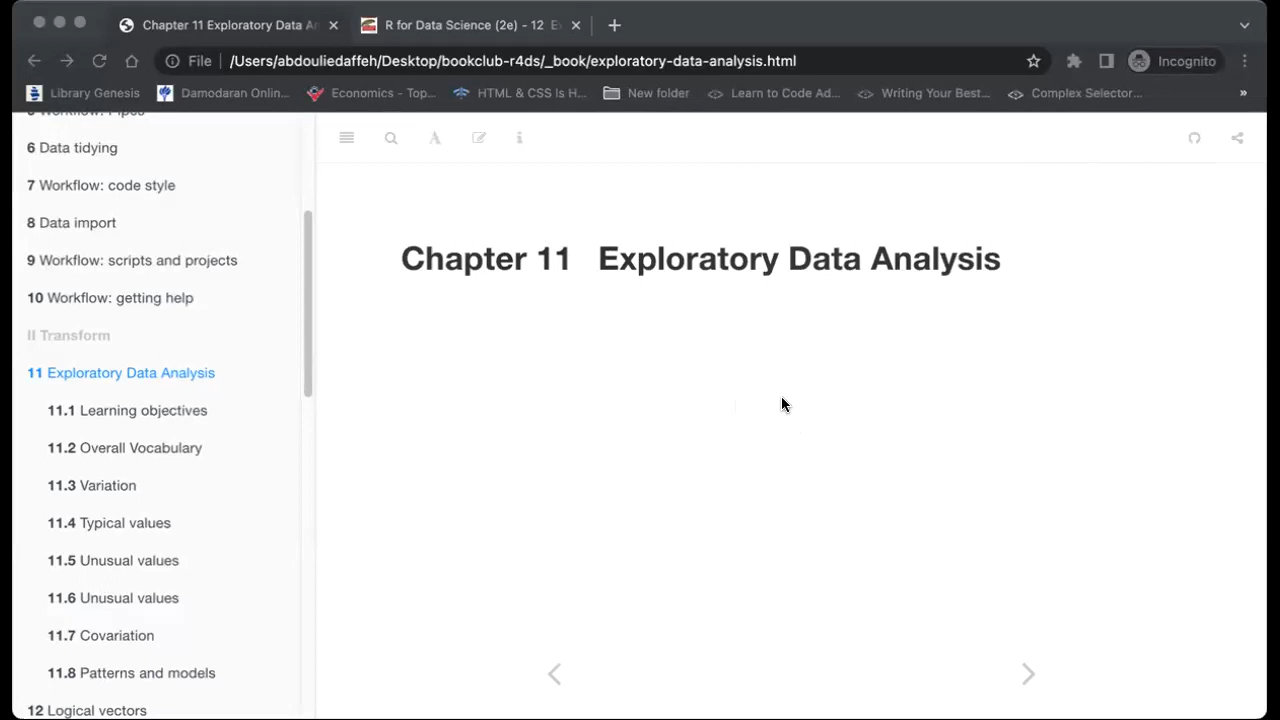 Chapter 11 Exploratory Data A
R for Data Science (2e) - 12
File /Users/abdouliedaffeh/Desktop/bookclub-r4ds/_book/exploratory-data-analysis.html Incognito
Library Genesis Damodaran Onlin... Economics - Top... HTML & CSS Is H... New folder Learn to Code Ad... Writing Your Best... Complex Selector... »
Workflow: Pipes
6 Data tidying
7 Workflow: code style
8 Data import
9 Workflow: scripts and projects
10 Workflow: getting help
II Transform
11 Exploratory Data Analysis
11.1 Learning objectives
11.2 Overall Vocabulary
11.3 Variation
11.4 Typical values
11.5 Unusual values
11.6 Unusual values
11.7 Covariation
11.8 Patterns and models
12 Logical vectors
Chapter 11 Exploratory Data Analysis